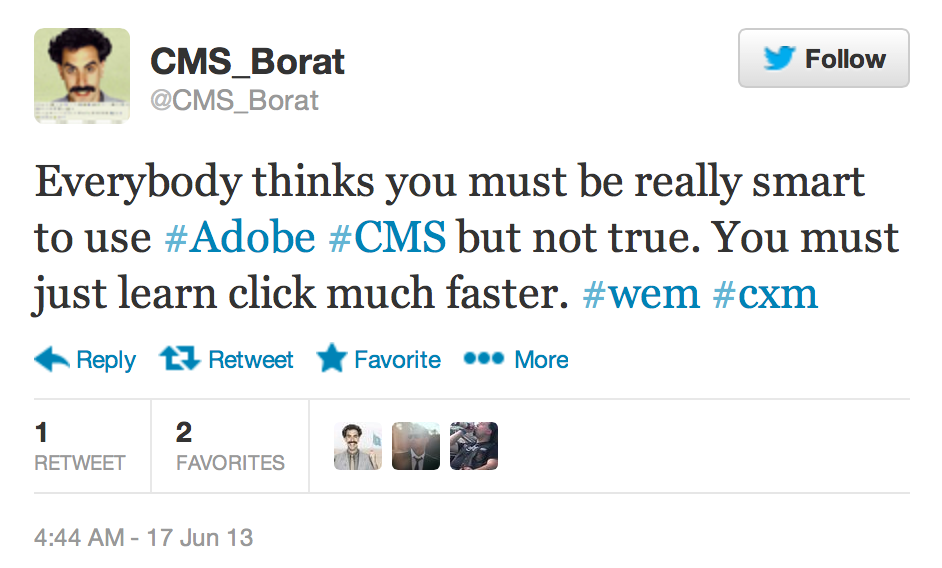 CMS_Borat
@CMS_Borat
Follow
Everybody thinks you must be really smart
to use #Adobe #CMS but not true. You must
just learn click much faster. #wem #cxm
Reply Retweet Favorite More
1 2
RETWEET FAVORITES
4:44 AM - 17 Jun 13